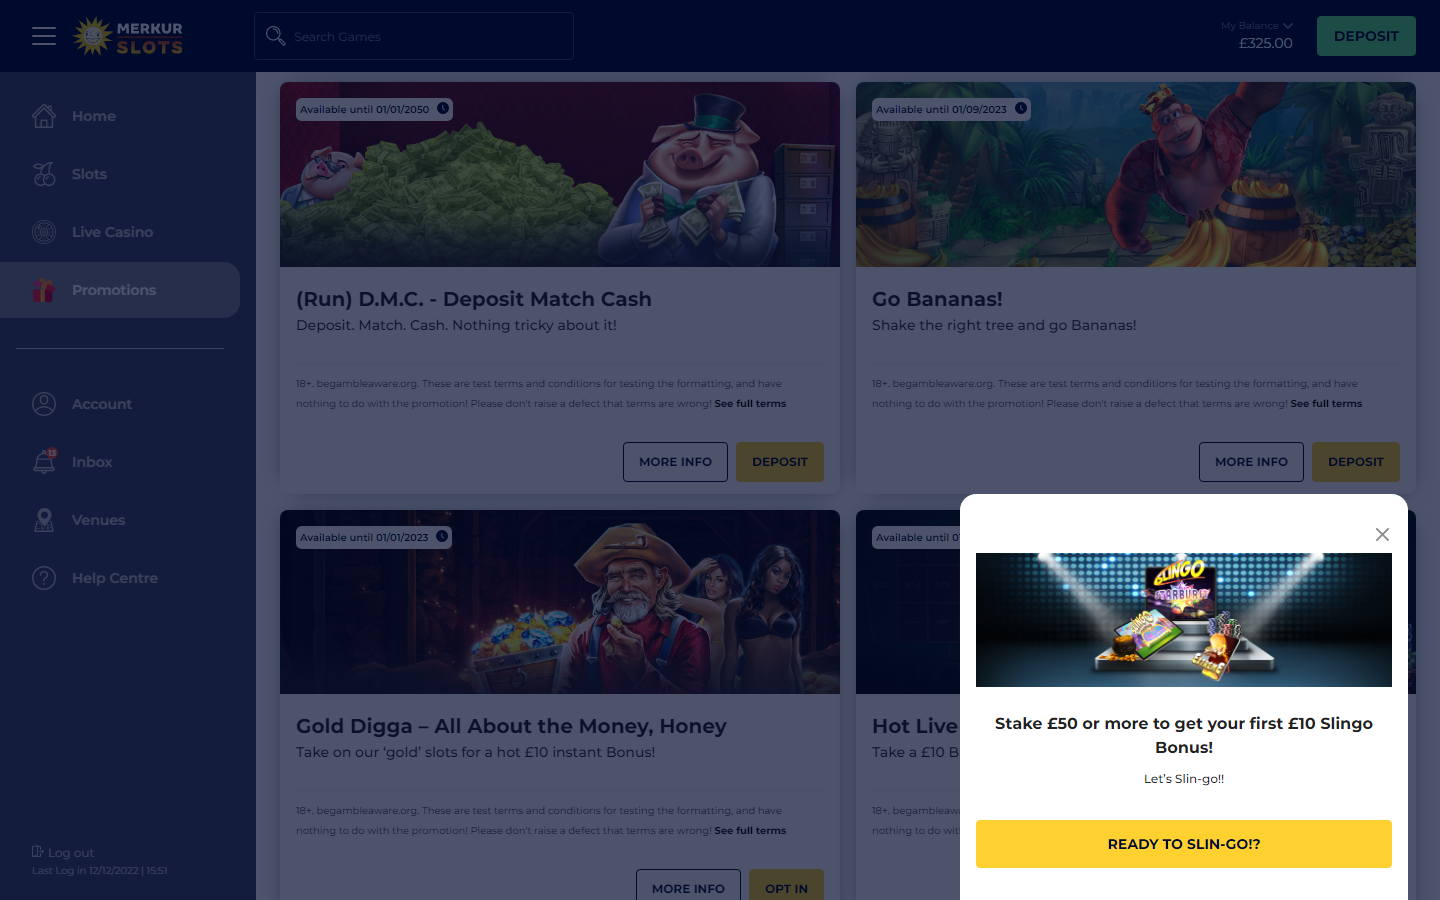 MERKUR
SLOTS
Search Games
My Balance
£325.00
DEPOSIT
Home
Slots
Live Casino
Promotions
Account
13
Inbox
Venues
Help Centre
Log out
Last Log in 12/12/2022 | 15:51
Available until 01/01/2050
(Run) D.M.C. - Deposit Match Cash
Deposit. Match. Cash. Nothing tricky about it!
18+. begambleaware.org. These are test terms and conditions for testing the formatting, and have
nothing to do with the promotion! Please don't raise a defect that terms are wrong! See full terms
MORE INFO
DEPOSIT
Available until 01/09/2023
Go Bananas!
Shake the right tree and go Bananas!
18+. begambleaware.org. These are test terms and conditions for testing the formatting, and have
nothing to do with the promotion! Please don't raise a defect that terms are wrong! See full terms
MORE INFO
DEPOSIT
Available until 01/01/2023
Gold Digga – All About the Money, Honey
Take on our ‘gold’ slots for a hot £10 instant Bonus!
18+. begambleaware.org. These are test terms and conditions for testing the formatting, and have
nothing to do with the promotion! Please don't raise a defect that terms are wrong! See full terms
MORE INFO
OPT IN
Available until
Hot Live
Take a £10 B
18+. begambleaw
nothing to do wit
SLINGO
STARBURST
Stake £50 or more to get your first £10 Slingo
Bonus!
Let’s Slin-go!!
READY TO SLIN-GO!?